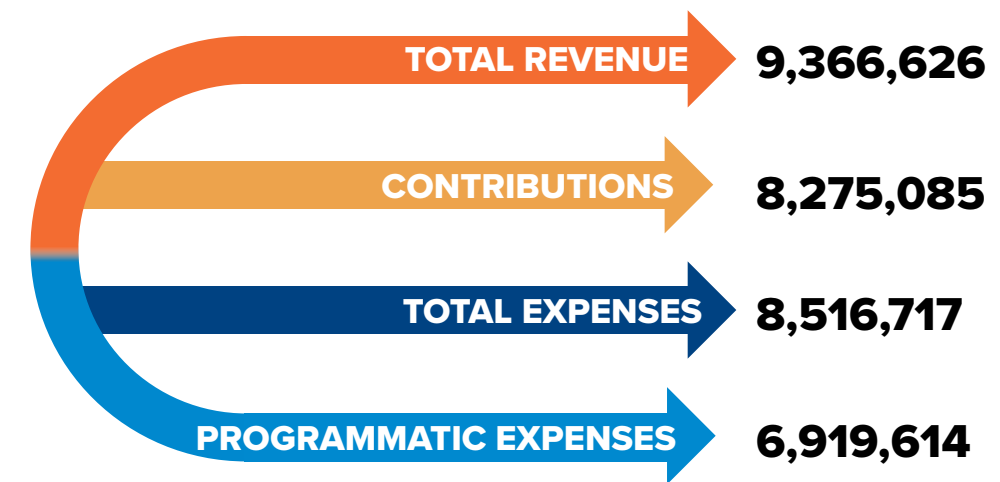 TOTAL REVENUE 9,366,626
CONTRIBUTIONS 8,275,085
TOTAL EXPENSES 8,516,717
PROGRAMMATIC EXPENSES 6,919,614